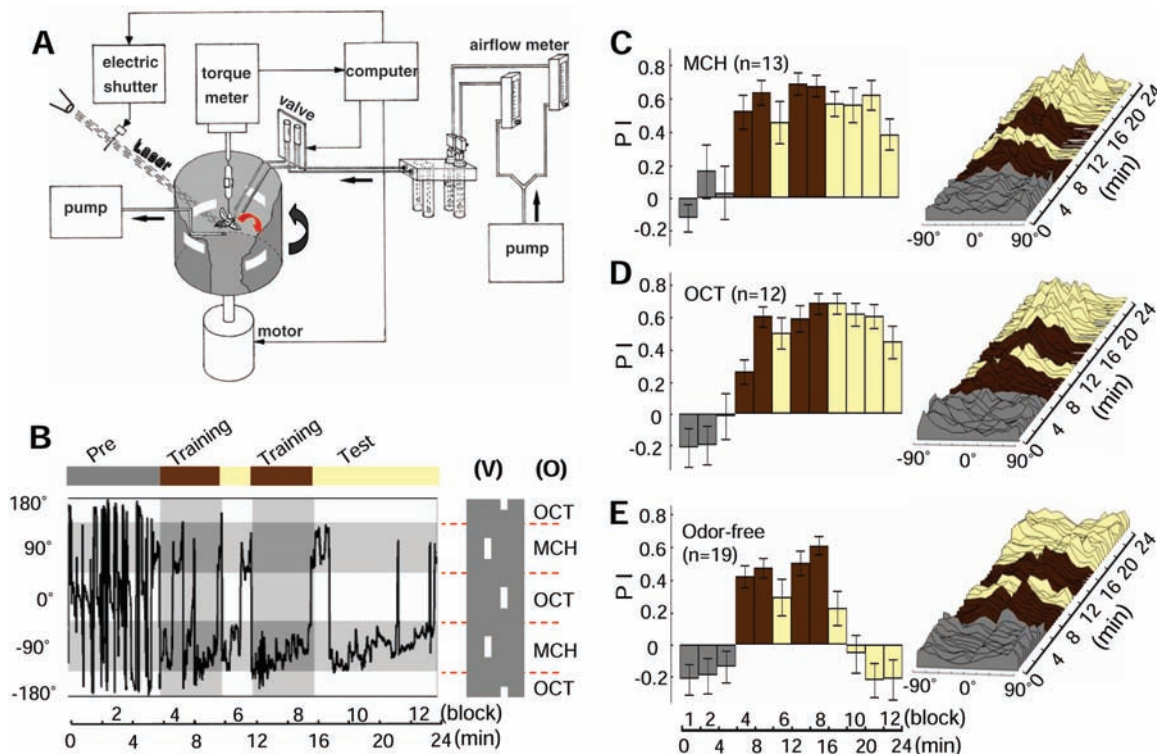 A
electric
shutter
torque
meter
computer
airflow meter
valve
Laser
pump
pump
motor
B
Pre
Training
Training
Test
(V)
(O)
180°
90°
0°
-90°
-180°
OCT
MCH
OCT
MCH
OCT
2 4 6 8 10 12 (block)
0 4 8 12 16 20 24 (min)
C
MCH (n=13)
PI
0.8
0.6
0.4
0.2
0
-0.2
-90° 0° 90°
0 4 8 12 16 20 24
(min)
D
OCT (n=12)
PI
0.8
0.6
0.4
0.2
0
-0.2
-90° 0° 90°
0 4 8 12 16 20 24
(min)
E
Odor-free
(n=19)
PI
0.8
0.6
0.4
0.2
0
-0.2
-90° 0° 90°
0 4 8 12 16 20 24
(min)
1 2 4 6 8 10 12 (block)
0 4 8 12 16 20 24 (min)